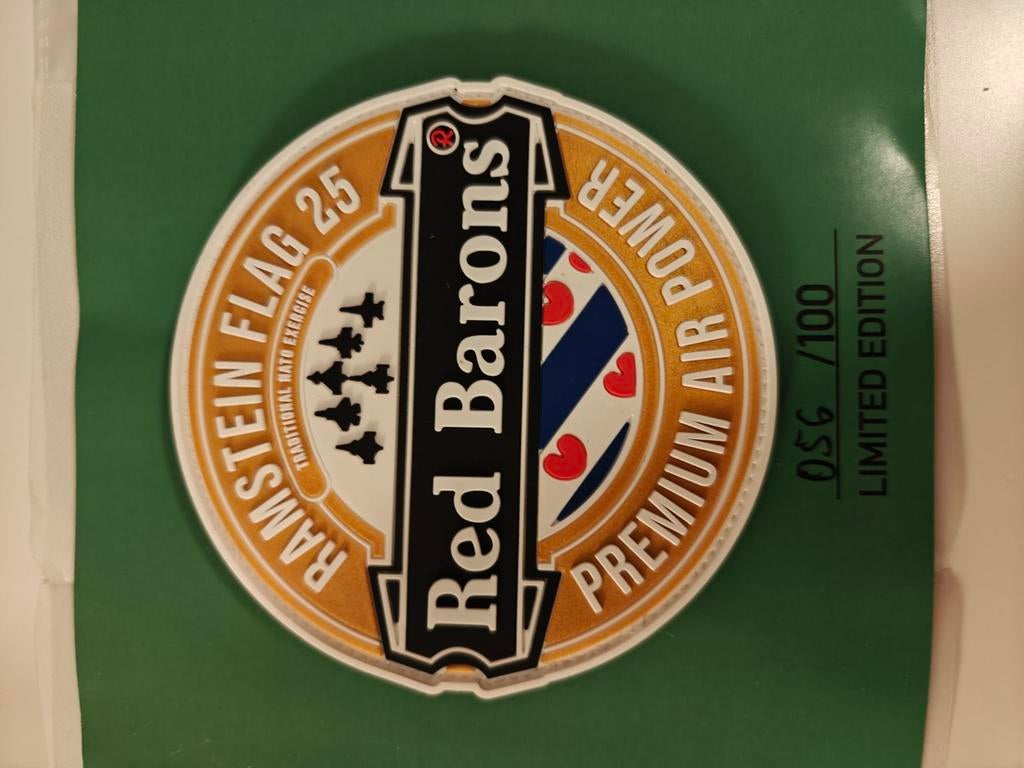 RAMSTEIN FLAG 25
TRADITIONAL NATO EXERCISE
Red Barons
R
PREMIUM AIR POWER
056 /100
LIMITED EDITION